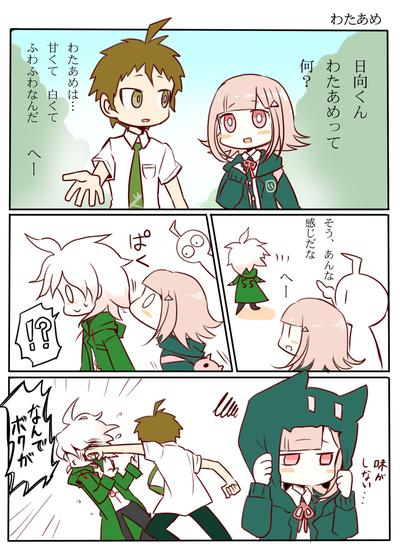 わたあめ
日向くん
わたあめって
何?
わたあめは…
甘くて 白くて
ふわふわなんだ
へー
そう、あんな
感じだな
へー
ぱく
!?
味が
しない…
なんで
ボクが